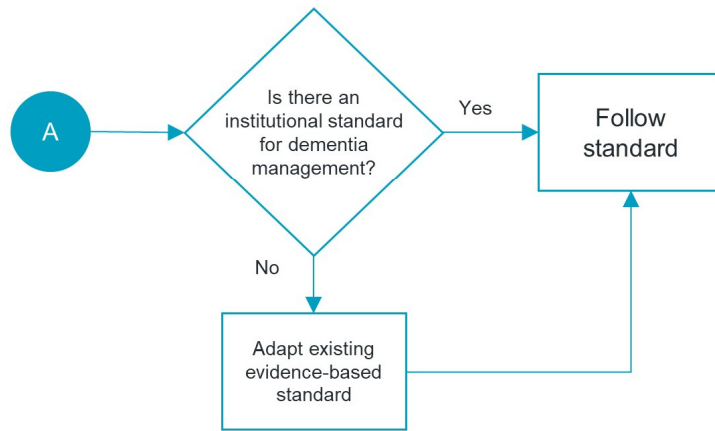 A
Is there an
institutional standard
for dementia
management?
Yes
Follow
standard
No
Adapt existing
evidence-based
standard